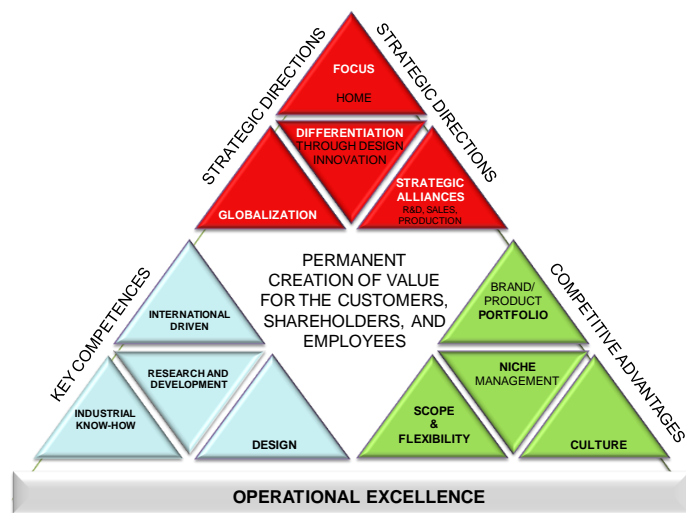 STRATEGIC DIRECTIONS
STRATEGIC DIRECTIONS
FOCUS
HOME
DIFFERENTIATION
THROUGH DESIGN
INNOVATION
GLOBALIZATION
STRATEGIC
ALLIANCES
R&D, SALES,
PRODUCTION
PERMANENT
CREATION OF VALUE
FOR THE CUSTOMERS,
SHAREHOLDERS, AND
EMPLOYEES
KEY COMPETENCES
INTERNATIONAL
DRIVEN
RESEARCH AND
DEVELOPMENT
INDUSTRIAL
KNOW-HOW
DESIGN
COMPETITIVE ADVANTAGES
BRAND/
PRODUCT
PORTFOLIO
NICHE
MANAGEMENT
SCOPE
&
FLEXIBILITY
CULTURE
OPERATIONAL EXCELLENCE